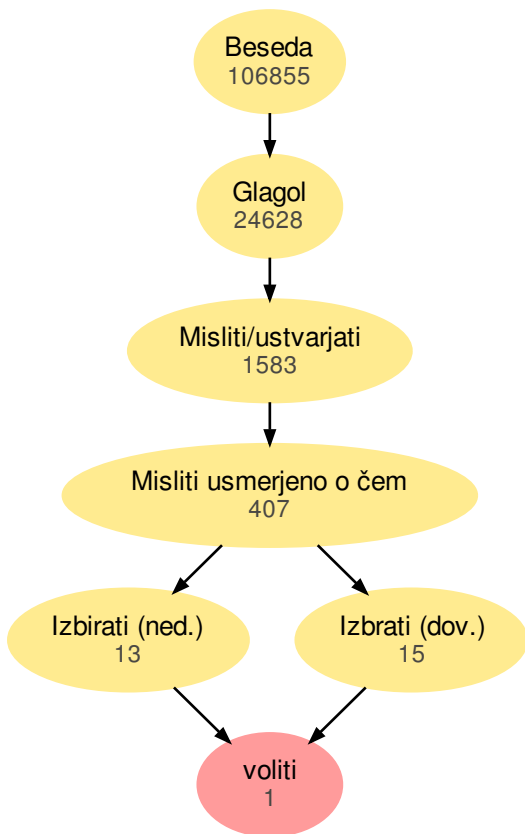 Beseda
106855
Glagol
24628
Misliti/ustvarjati
1583
Misliti usmerjeno o čem
407
Izbirati (ned.)
13
Izbrati (dov.)
15
voliti
1